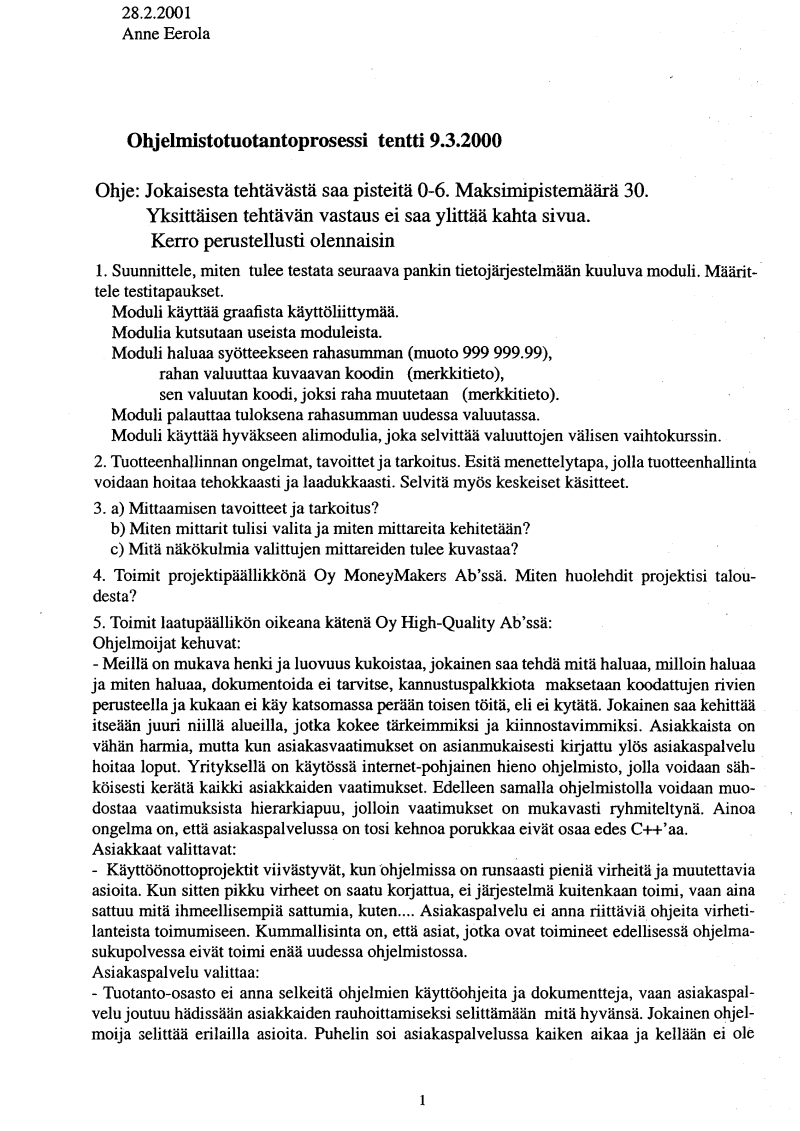 28.2.2001
Anne Eerola
Ohjelmistotuotantoprosessi tentti 9.3.2000
Ohje: Jokaisesta tehtävästä saa pisteitä 0-6. Maksimipistemäärä 30.
Yksittäisen tehtävän vastaus ei saa ylittää kahta sivua.
Kerro perustellusti olennaisin
1. Suunnittele, miten tulee testata seuraava pankin tietojärjestelmään kuuluva moduli. Määrit-
tele testitapaukset.
Moduli käyttää graafista käyttöliittymää.
Modulia kutsutaan useista moduleista.
Moduli haluaa syötteekseen rahasumman (muoto 999 999.99),
rahan valuuttaa kuvaavan koodin (merkkitieto),
sen valuutan koodi, joksi raha muutetaan (merkkitieto).
Moduli palauttaa tuloksena rahasumman uudessa valuutassa.
Moduli käyttää hyväkseen alimodulia, joka selvittää valuuttojen välisen vaihtokurssin.
2. Tuotteenhallinnan ongelmat, tavoittet ja tarkoitus. Esitä menettelytapa, jolla tuotteenhallinta
voidaan hoitaa tehokkaasti ja laadukkaasti. Selvitä myös keskeiset käsitteet.
3. a) Mittaamisen tavoitteet ja tarkoitus?
b) Miten mittarit tulisi valita ja miten mittareita kehitetään?
c) Mitä näkökulmia valittujen mittareiden tulee kuvastaa?
4. Toimit projektipäällikkönä Oy MoneyMakers Ab'ssä. Miten huolehdit projektisi talou-
desta?
5. Toimit laatupäällikön oikeana kätenä Oy High-Quality Ab'ssä:
Ohjelmoijat kehuvat:
- Meillä on mukava henki ja luovuus kukoistaa, jokainen saa tehdä mitä haluaa, milloin haluaa
ja miten haluaa, dokumentoida ei tarvitse, kannustuspalkkiota maksetaan koodattujen rivien
perusteella ja kukaan ei käy katsomassa perään toisen töitä, eli ei kytätä. Jokainen saa kehittää
itseään juuri niillä alueilla, jotka kokee tärkeimmiksi ja kiinnostavimmiksi. Asiakkaista on
vähän harmia, mutta kun asiakasvaatimukset on asianmukaisesti kirjattu ylös asiakaspalvelu
hoitaa loput. Yrityksellä on käytössä internet-pohjainen hieno ohjelmisto, jolla voidaan säh-
köisesti kerätä kaikki asiakkaiden vaatimukset. Edelleen samalla ohjelmistolla voidaan muo-
dostaa vaatimuksista hierarkiapuu, jolloin vaatimukset on mukavasti ryhmiteltynä. Ainoa
ongelma on, että asiakaspalvelussa on tosi kehnoa porukkaa eivät osaa edes C++'aa.
Asiakkaat valittavat:
- Käyttöönottoprojektit viivästyvät, kun ohjelmissa on runsaasti pieniä virheitä ja muutettavia
asioita. Kun sitten pikku virheet on saatu korjattua, ei järjestelmä kuitenkaan toimi, vaan aina
sattuu mitä ihmeellisempiä sattumia, kuten.... Asiakaspalvelu ei anna riittäviä ohjeita virheti-
lanteista toimumiseen. Kummallisinta on, että asiat, jotka ovat toimineet edellisessä ohjelma-
sukupolvessa eivät toimi enää uudessa ohjelmistossa.
Asiakaspalvelu valittaa:
- Tuotanto-osasto ei anna selkeitä ohjelmien käyttöohjeita ja dokumentteja, vaan asiakaspal-
velu joutuu hädissään asiakkaiden rauhoittamiseksi selittämään mitä hyvänsä. Jokainen ohjel-
moija selittää erilailla asioita. Puhelin soi asiakaspalvelussa kaiken aikaa ja kellään ei ole
1